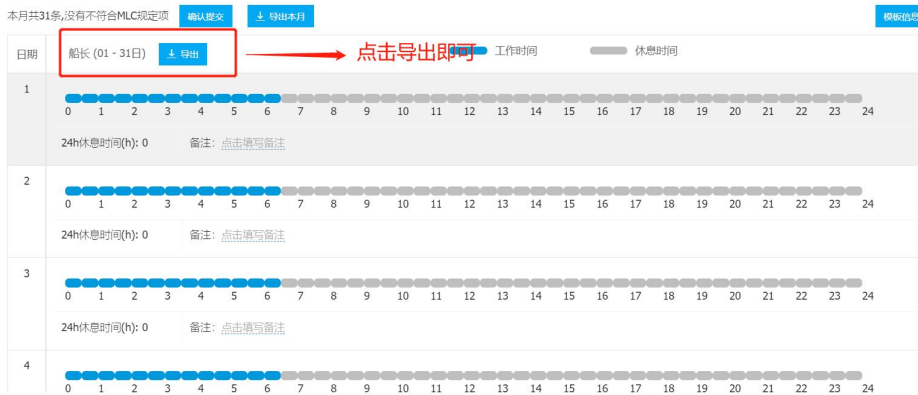 本月共31条,没有不符合MLC规定项 确认提交 导出本月 模板信息
日期 船长 (01 - 31日) 导出 点击导出即可 工作时间 休息时间
1
0 1 2 3 4 5 6 7 8 9 10 11 12 13 14 15 16 17 18 19 20 21 22 23 24
24h休息时间(h): 0 备注: 点击填写备注
2
0 1 2 3 4 5 6 7 8 9 10 11 12 13 14 15 16 17 18 19 20 21 22 23 24
24h休息时间(h): 0 备注: 点击填写备注
3
0 1 2 3 4 5 6 7 8 9 10 11 12 13 14 15 16 17 18 19 20 21 22 23 24
24h休息时间(h): 0 备注: 点击填写备注
4
0 1 2 3 4 5 6 7 8 9 10 11 12 13 14 15 16 17 18 19 20 21 22 23 24